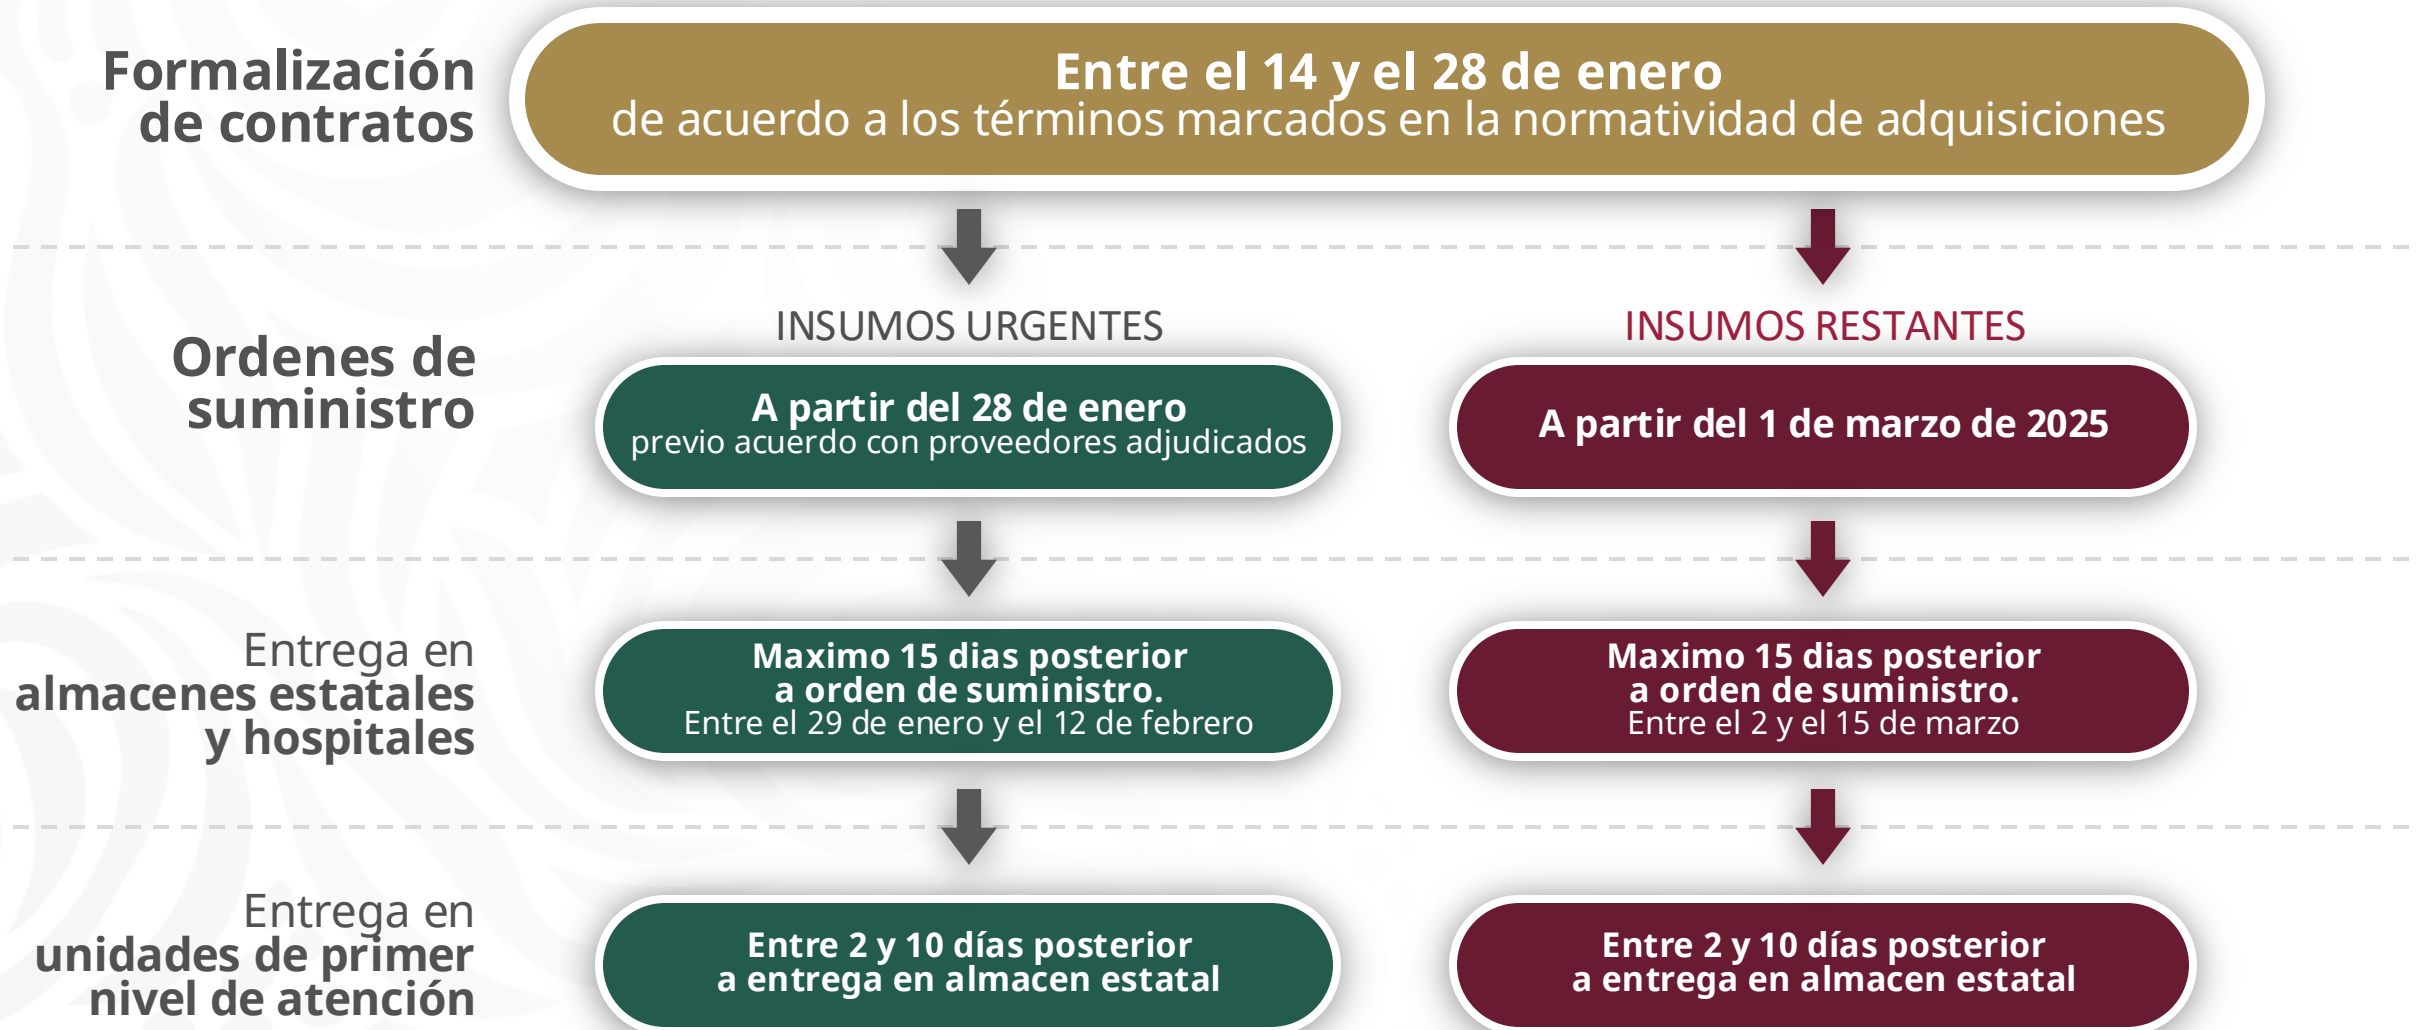 Formalización
de contratos
Entre el 14 y el 28 de enero
de acuerdo a los términos marcados en la normatividad de adquisiciones
Ordenes de
suministro
INSUMOS URGENTES
A partir del 28 de enero
previo acuerdo con proveedores adjudicados
INSUMOS RESTANTES
A partir del 1 de marzo de 2025
Entrega en
almacenes estatales
y hospitales
Maximo 15 dias posterior
a orden de suministro.
Entre el 29 de enero y el 12 de febrero
Maximo 15 dias posterior
a orden de suministro.
Entre el 2 y el 15 de marzo
Entrega en
unidades de primer
nivel de atención
Entre 2 y 10 días posterior
a entrega en almacen estatal
Entre 2 y 10 días posterior
a entrega en almacen estatal